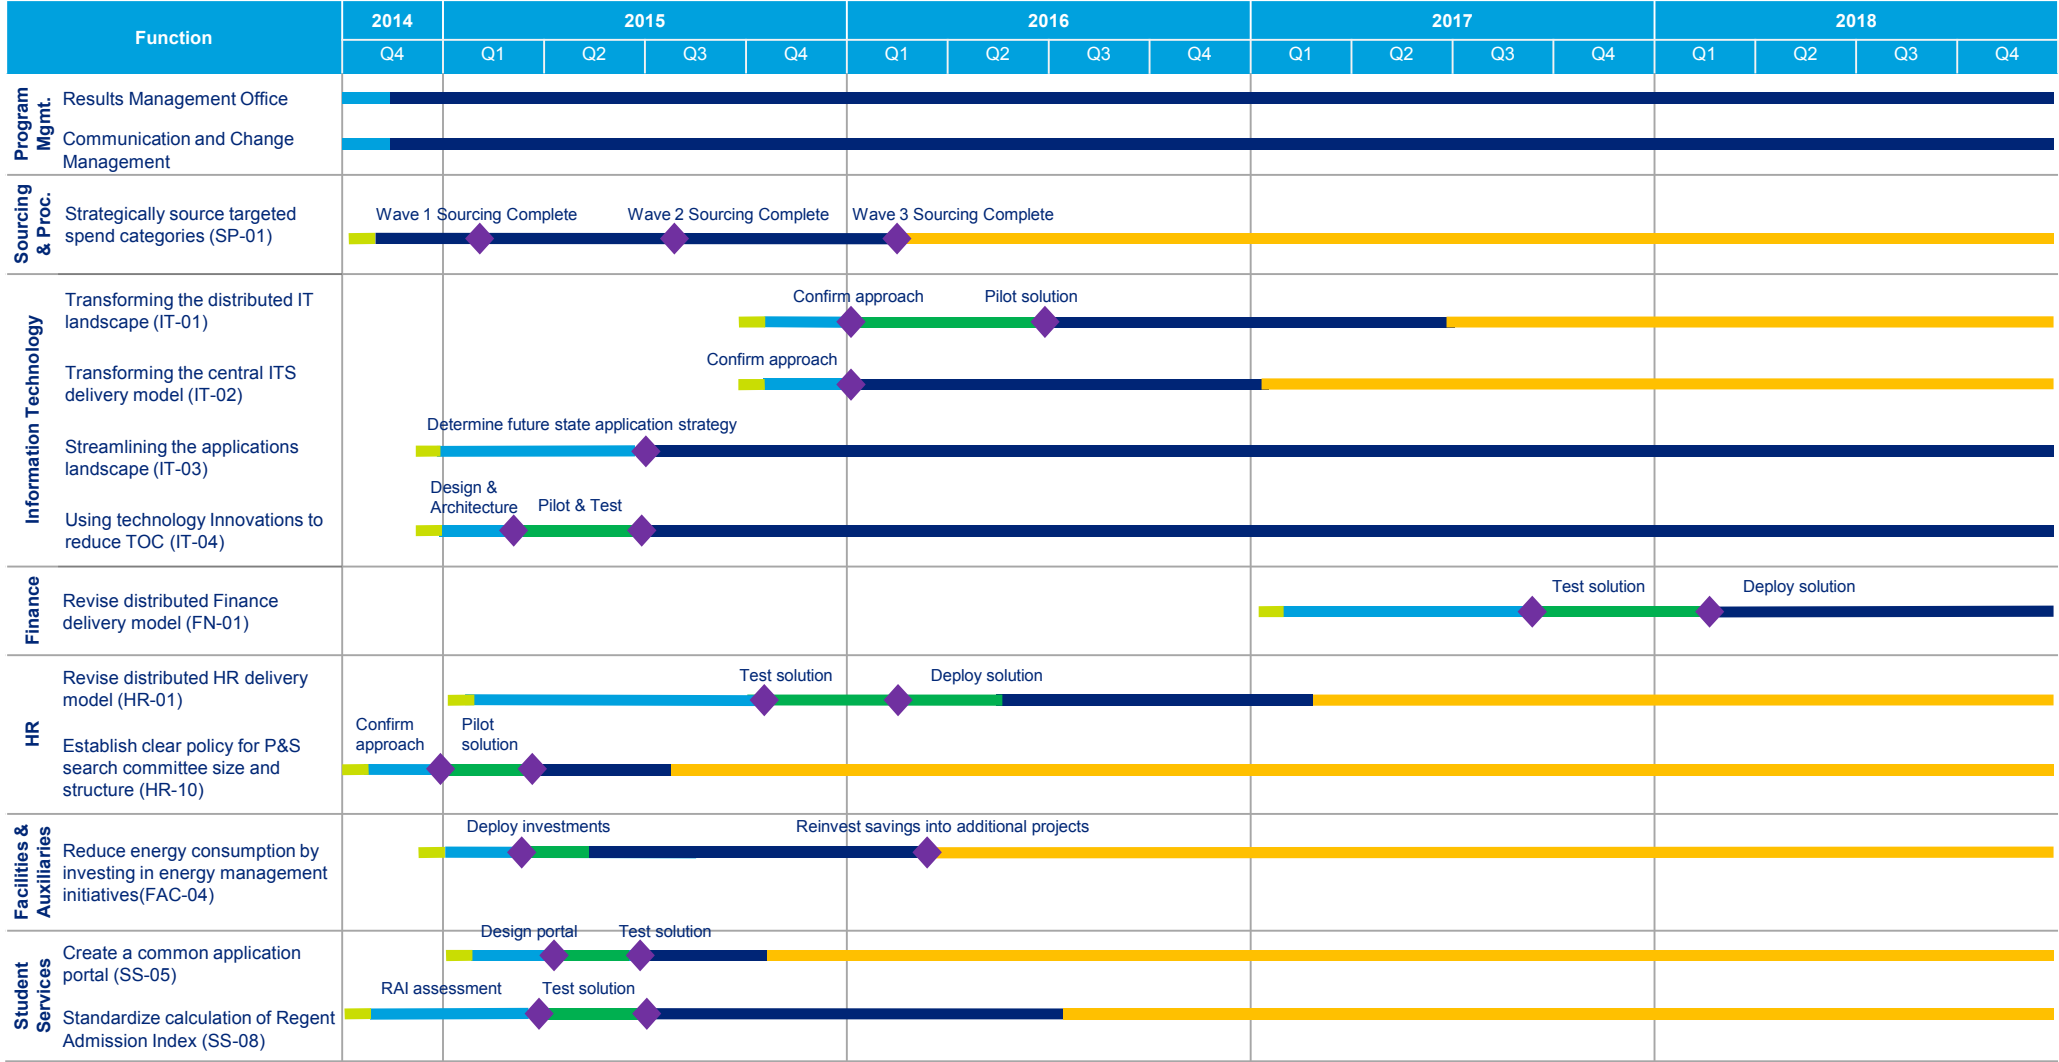 Function
2014
2015
2016
2017
2018
Q4
Q1
Q2
Q3
Q4
Q1
Q2
Q3
Q4
Q1
Q2
Q3
Q4
Q1
Q2
Q3
Q4
Program
Mgmt.
Results Management Office
Communication and Change
Management
Sourcing
& Proc.
Strategically source targeted
spend categories (SP-01)
Wave 1 Sourcing Complete
Wave 2 Sourcing Complete
Wave 3 Sourcing Complete
Information Technology
Transforming the distributed IT
landscape (IT-01)
Confirm approach
Pilot solution
Transforming the central ITS
delivery model (IT-02)
Confirm approach
Streamlining the applications
landscape (IT-03)
Determine future state application strategy
Using technology Innovations to
reduce TOC (IT-04)
Design &
Architecture
Pilot & Test
Finance
Revise distributed Finance
delivery model (FN-01)
Test solution
Deploy solution
HR
Revise distributed HR delivery
model (HR-01)
Test solution
Deploy solution
Establish clear policy for P&S
search committee size and
structure (HR-10)
Confirm
approach
Pilot
solution
Facilities &
Auxiliaries
Reduce energy consumption by
investing in energy management
initiatives(FAC-04)
Deploy investments
Reinvest savings into additional projects
Student
Services
Create a common application
portal (SS-05)
Design portal
Test solution
Standardize calculation of Regent
Admission Index (SS-08)
RAI assessment
Test solution